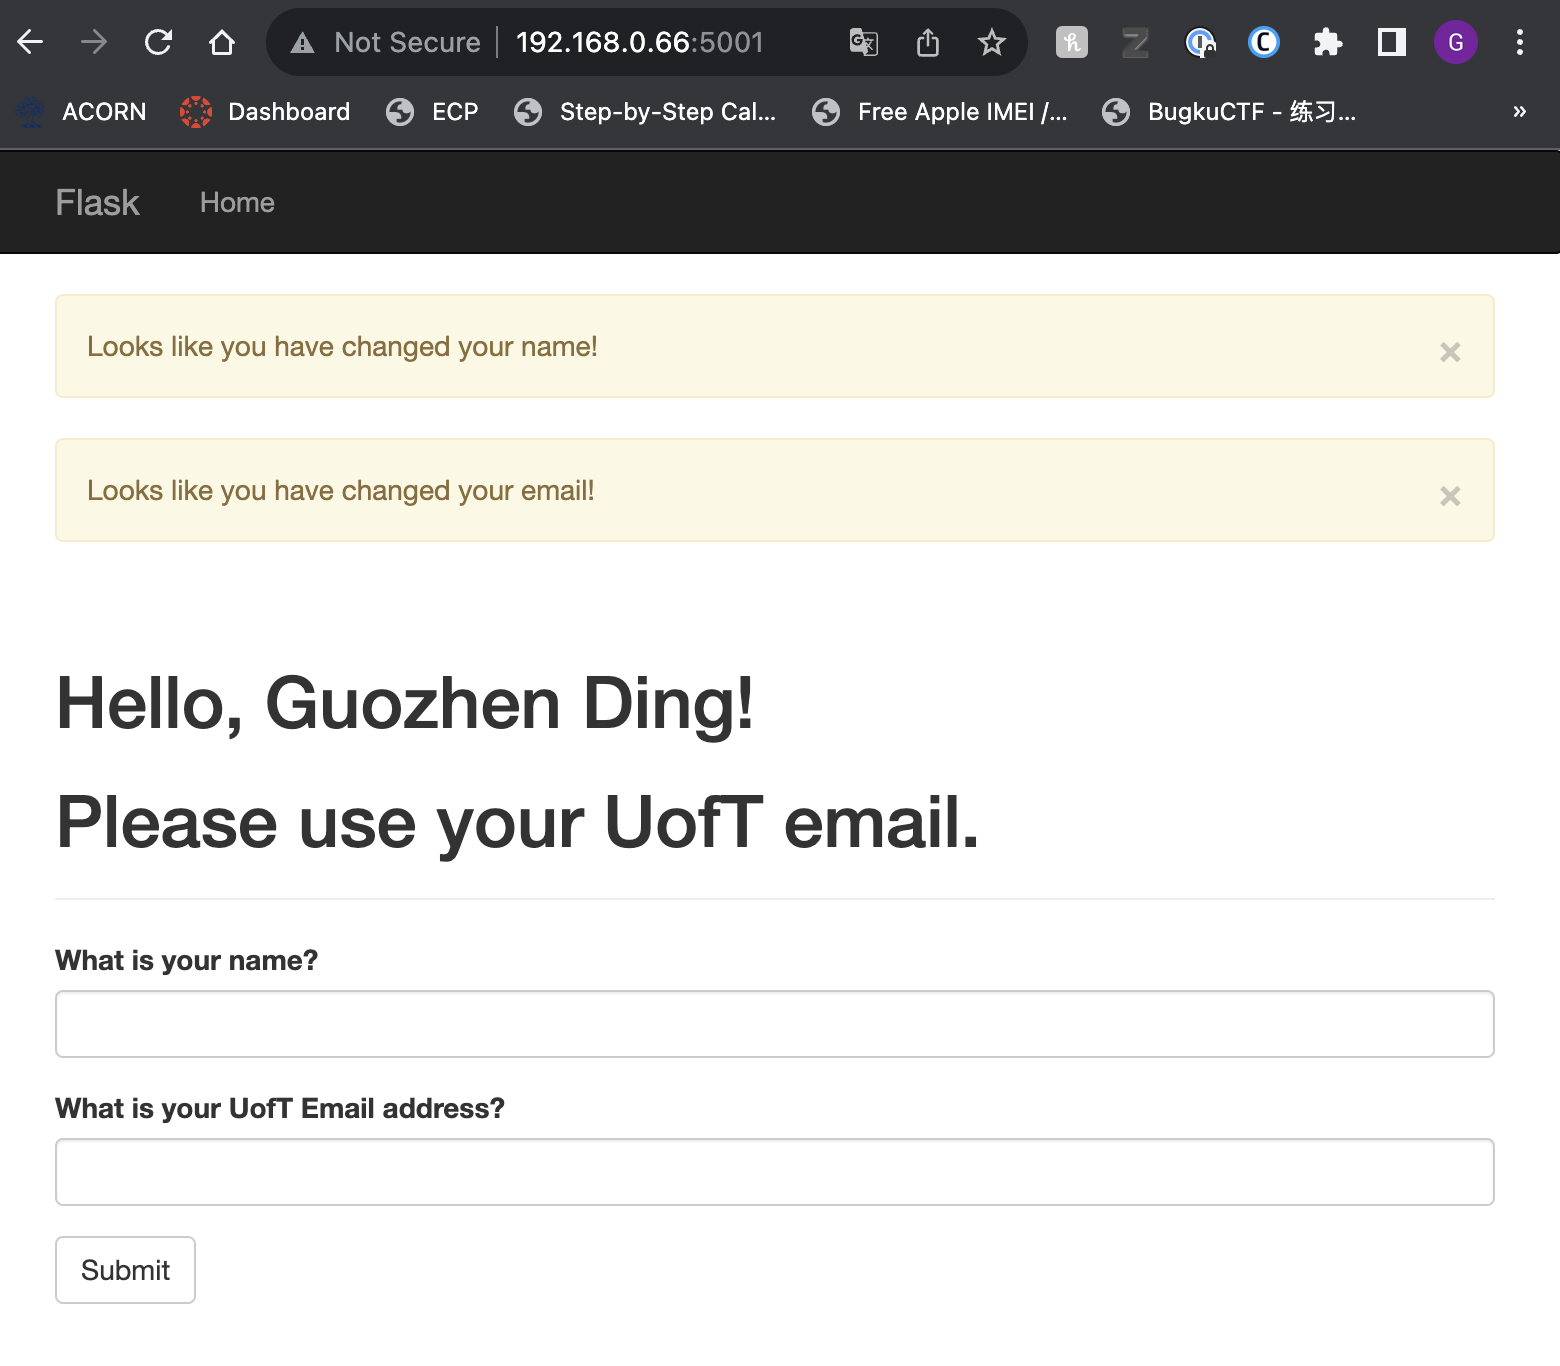 Not Secure 192.168.0.66:5001 G
ACORN Dashboard ECP Step-by-Step Cal... Free Apple IMEI /... BugkuCTF - 练习... »
Flask Home
Looks like you have changed your name! ×
Looks like you have changed your email! ×
Hello, Guozhen Ding!
Please use your UofT email.
What is your name?
What is your UofT Email address?
Submit